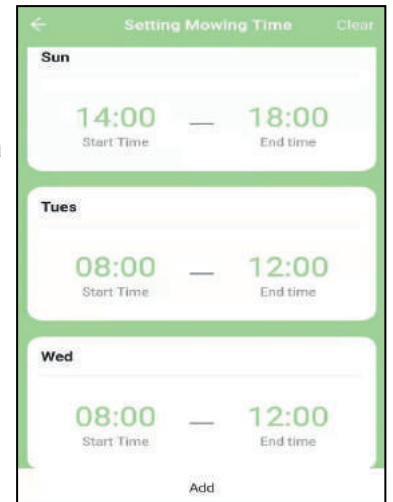 Setting Mowing Time Clear
Sun
14:00 — 18:00
Start Time End time
Tues
08:00 — 12:00
Start Time End time
Wed
08:00 — 12:00
Start Time End time
Add